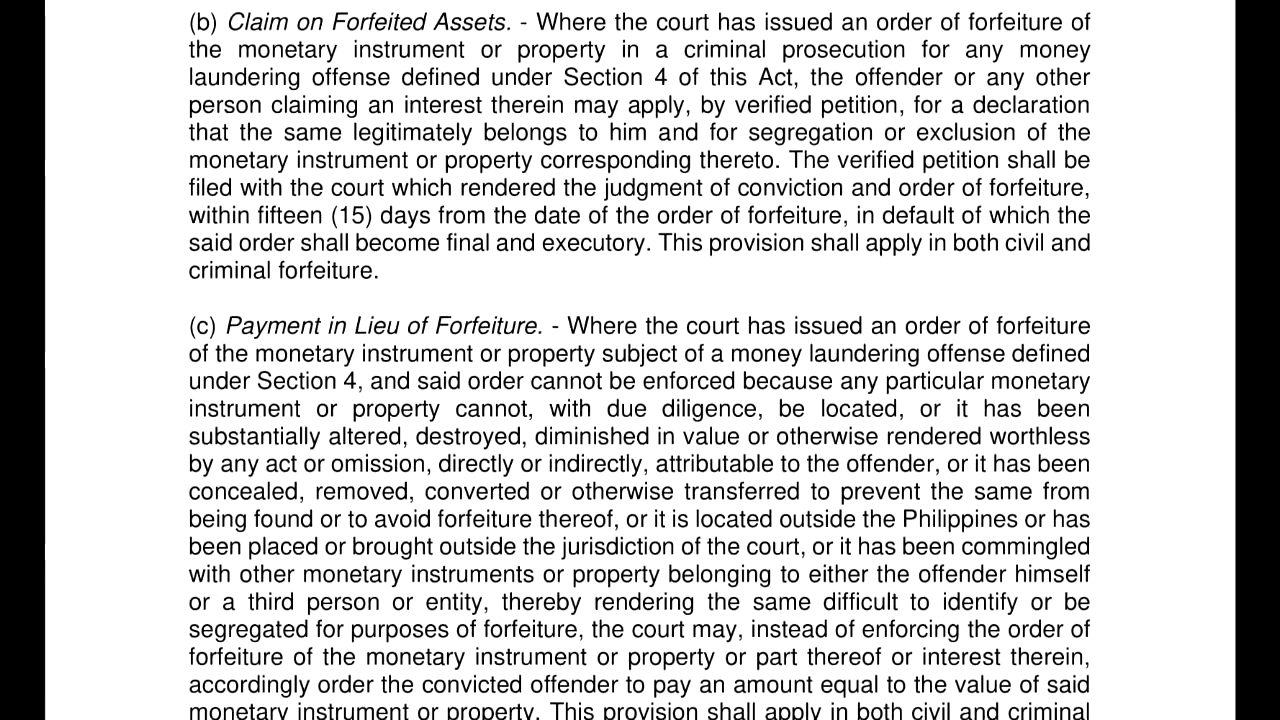 (b) Claim on Forfeited Assets. - Where the court has issued an order of forfeiture of
the monetary instrument or property in a criminal prosecution for any money
laundering offense defined under Section 4 of this Act, the offender or any other
person claiming an interest therein may apply, by verified petition, for a declaration
that the same legitimately belongs to him and for segregation or exclusion of the
monetary instrument or property corresponding thereto. The verified petition shall be
filed with the court which rendered the judgment of conviction and order of forfeiture,
within fifteen (15) days from the date of the order of forfeiture, in default of which the
said order shall become final and executory. This provision shall apply in both civil and
criminal forfeiture.
(c) Payment in Lieu of Forfeiture. - Where the court has issued an order of forfeiture
of the monetary instrument or property subject of a money laundering offense defined
under Section 4, and said order cannot be enforced because any particular monetary
instrument or property cannot, with due diligence, be located, or it has been
substantially altered, destroyed, diminished in value or otherwise rendered worthless
by any act or omission, directly or indirectly, attributable to the offender, or it has been
concealed, removed, converted or otherwise transferred to prevent the same from
being found or to avoid forfeiture thereof, or it is located outside the Philippines or has
been placed or brought outside the jurisdiction of the court, or it has been commingled
with other monetary instruments or property belonging to either the offender himself
or a third person or entity, thereby rendering the same difficult to identify or be
segregated for purposes of forfeiture, the court may, instead of enforcing the order of
forfeiture of the monetary instrument or property or part thereof or interest therein,
accordingly order the convicted offender to pay an amount equal to the value of said
monetary instrument or property. This provision shall apply in both civil and criminal